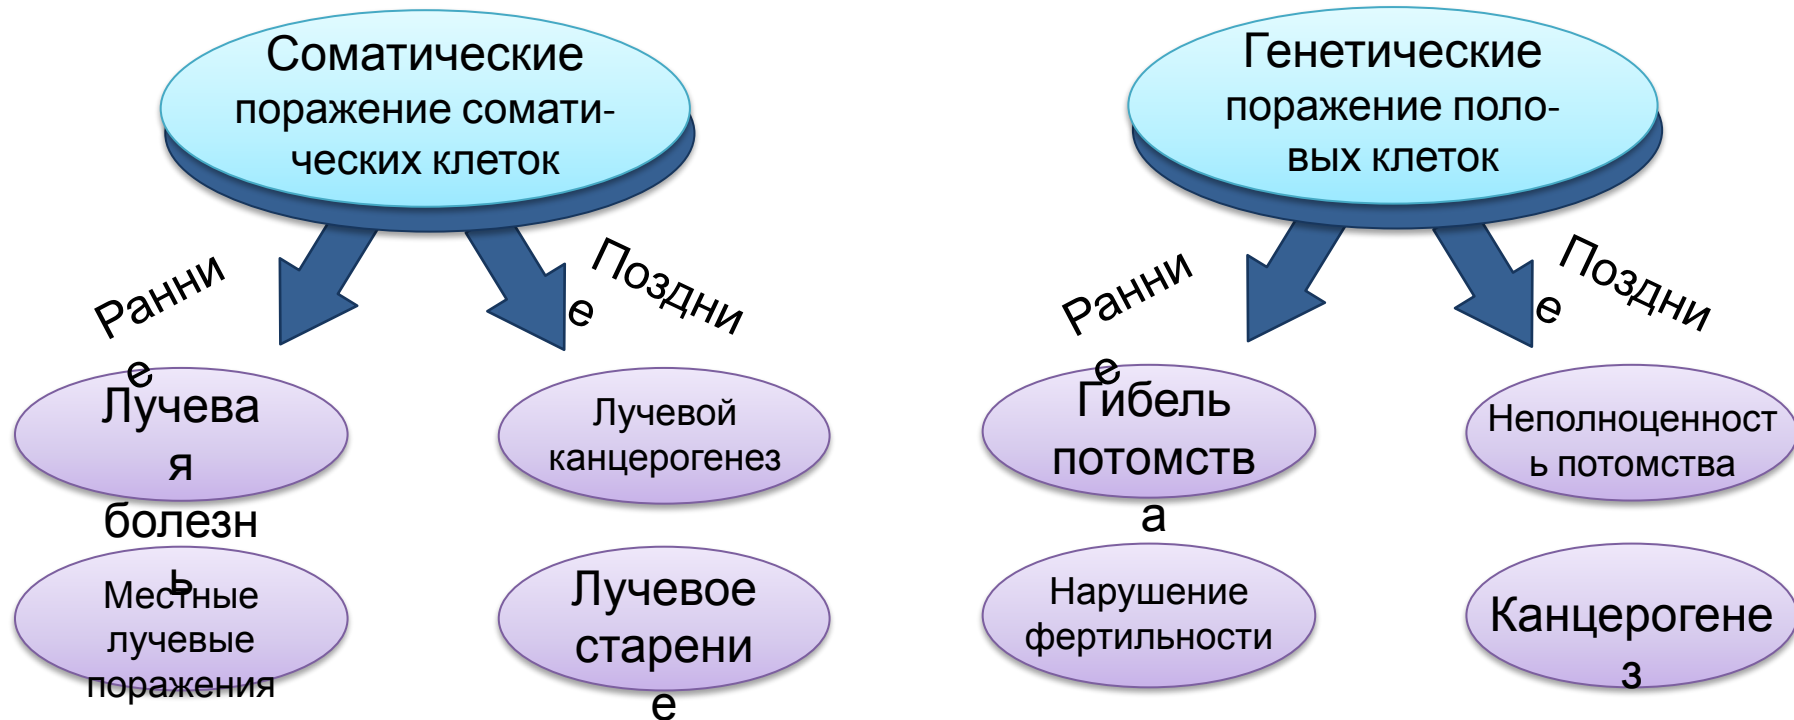 Соматические
поражение сомати-
ческих клеток
Ранни
е
Поздни
е
Лучева
я
болезн
ь
Лучевой
канцерогенез
Местные
лучевые
поражения
Лучевое
старени
е
Генетические
поражение поло-
вых клеток
Ранни
е
Поздни
е
Гибель
потомств
а
Неполноценност
ь потомства
Нарушение
фертильности
Канцерогене
з